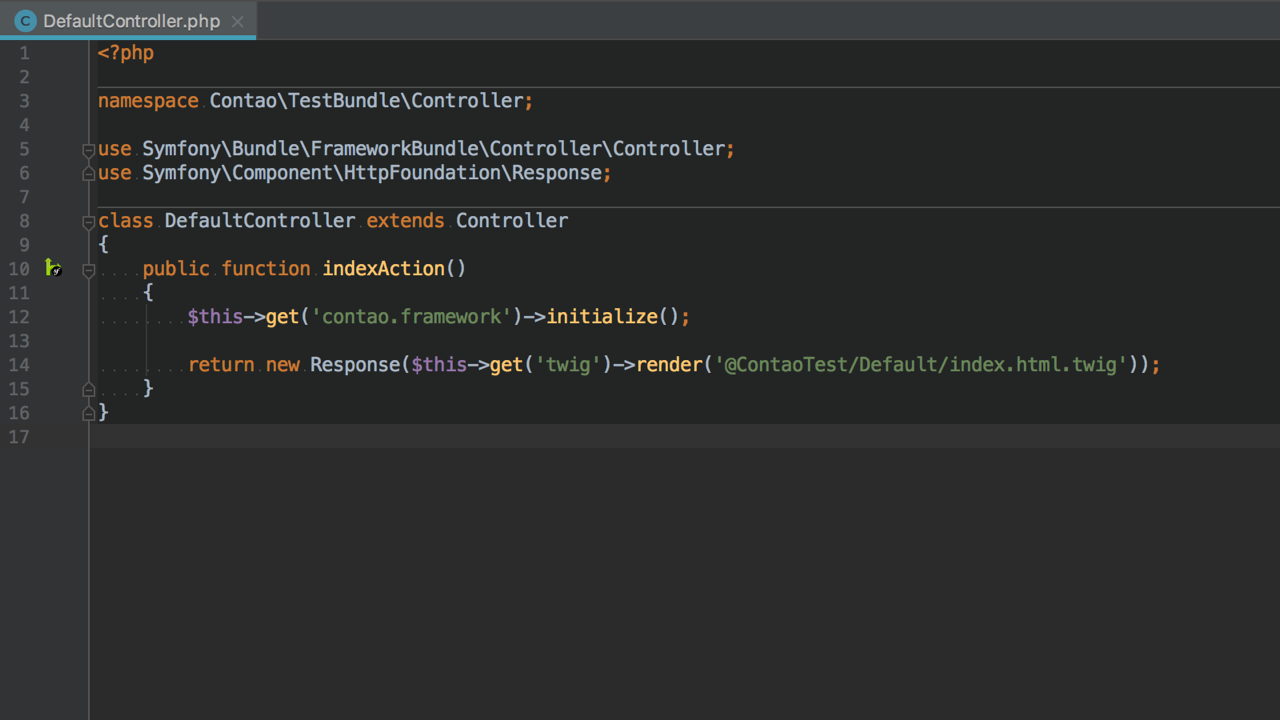 DefaultController.php
1 <?php
2
3 namespace Contao\TestBundle\Controller;
4
5 use Symfony\Bundle\FrameworkBundle\Controller\Controller;
6 use Symfony\Component\HttpFoundation\Response;
7
8 class DefaultController extends Controller
9 {
10     public function indexAction()
11     {
12         $this->get('contao.framework')->initialize();
13
14         return new Response($this->get('twig')->render('@ContaoTest/Default/index.html.twig'));
15     }
16 }
17